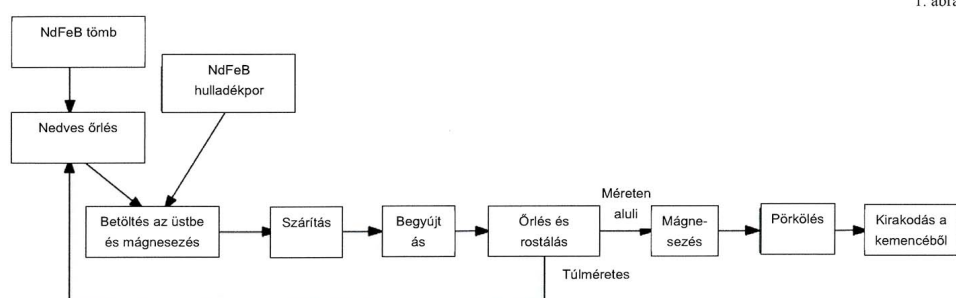 1. ábra
NdFeB tömb
NdFeB
hulladékpor
Nedves őrlés
Betöltés az üstbe
és mágnesezés
Szárítás
Begyújt
ás
Őrlés és
rostálás
Méreten
aluli
Mágne-
sezés
Pörkölés
Kirakodás a
kemencéből
Túlméretes